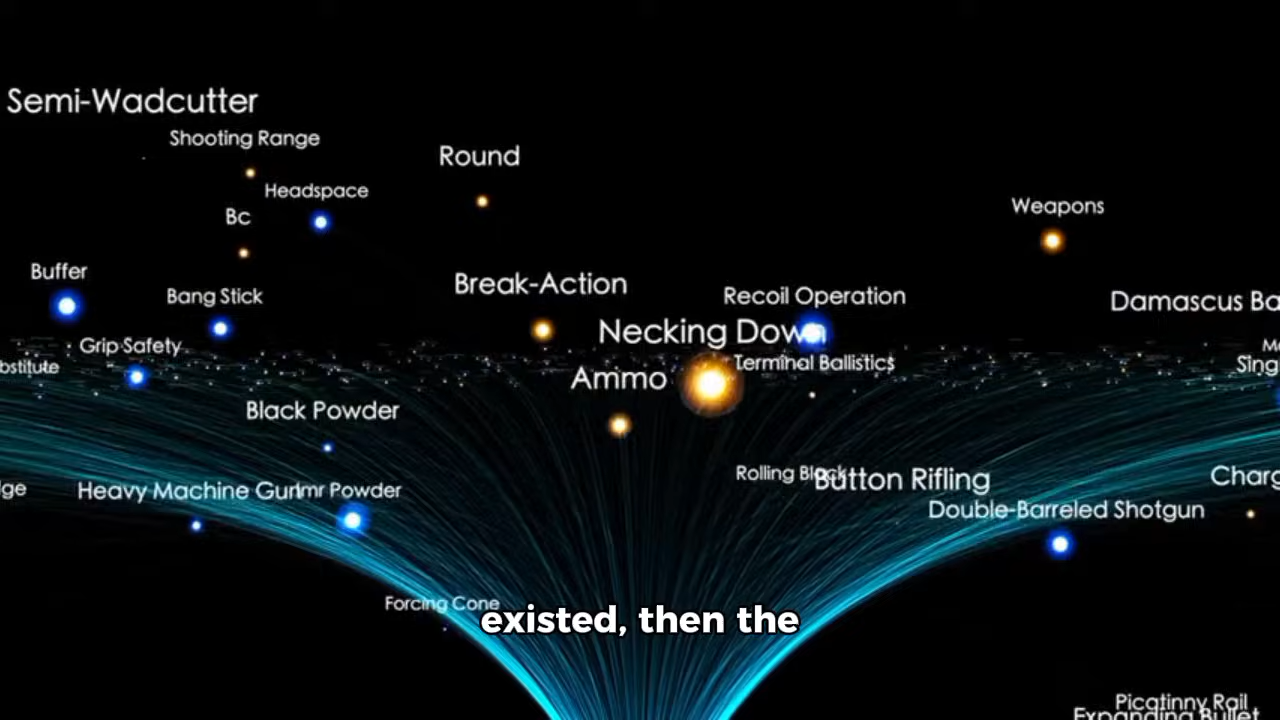 Semi-Wadcutter
Shooting Range
Round
Headspace
Weapons
Bc
Buffer
Break-Action
Bang Stick
Recoil Operation
Damascus Ba
Necking Down
Grip Safety
Terminal Ballistics
Sing
bstitute
Ammo
Black Powder
Rolling Block
Button Rifling
Charg
dge
Heavy Machine Gun
Imr Powder
Double-Barreled Shotgun
Forcing Cone
existed, then the
Picatinny Rail
Expanding Bullet